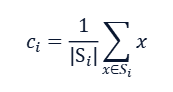 $c_i = \frac{1}{|S_i|} \sum_{x \in S_i} x$